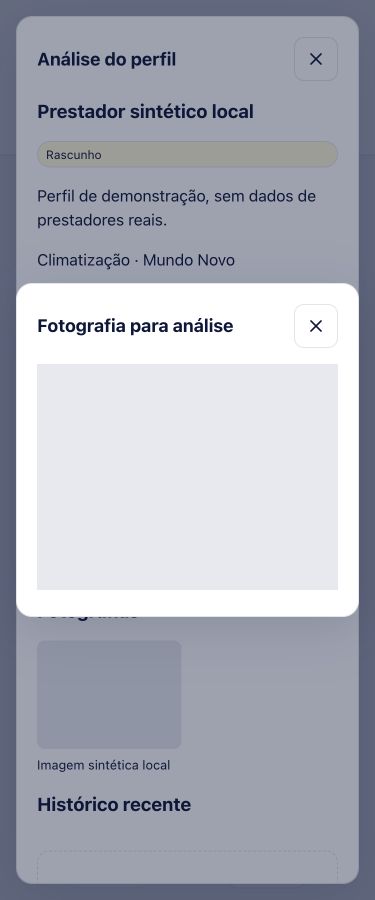 Análise do perfil
Prestador sintético local
Rascunho
Perfil de demonstração, sem dados de
prestadores reais.
Climatização · Mundo Novo
Fotografia para análise
Imagem sintética local
Histórico recente